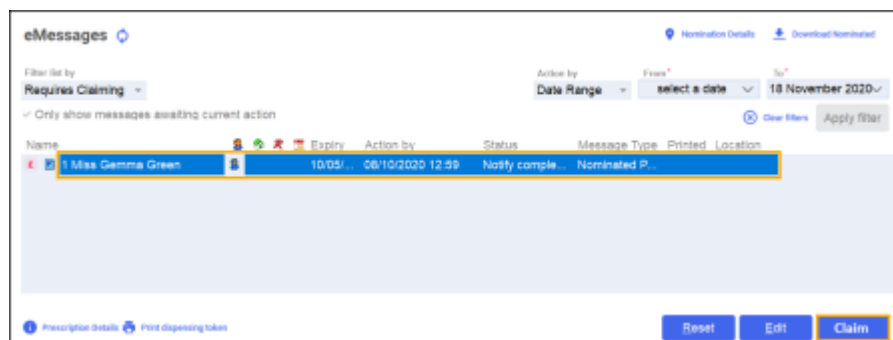 eMessages
Nomination Details Download Nominated
Filter list by Action by From* To*
Requires Claiming Date Range select a date 18 November 2020
Only show messages awaiting current action
Clear filters Apply filter
Name Expiry Action by Status Message Type Printed Location
1 Miss Gemma Green 10/05/... 08/10/2020 12:59 Notify comple... Nominated P...
Prescription Details Print dispensing token Reset Edit Claim